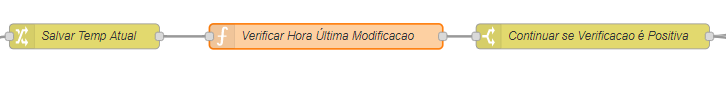 Salvar Temp Atual
Verificar Hora Última Modificacao
Continuar se Verificacao é Positiva